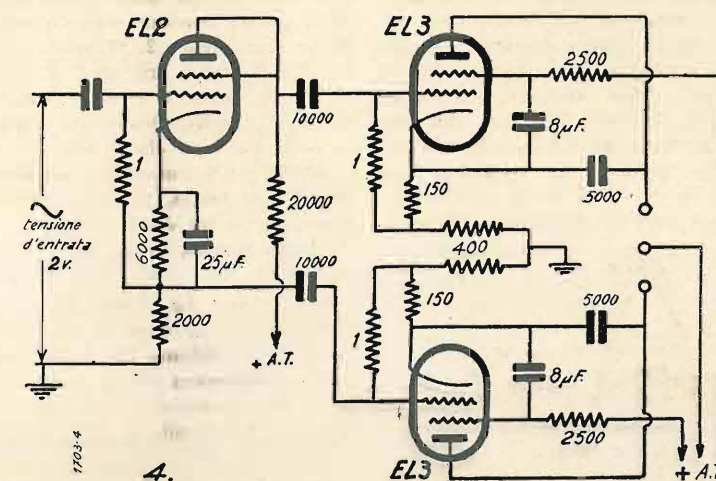 EL2
EL3
2500
10000
8µF.
1
1
150
5000
20000
tensione
d'entrata
2v.
6000
25µF.
400
10000
150
2000
1
5000
+ A.T.
8µF.
2500
1703-4
4.
EL3
+ A.T.